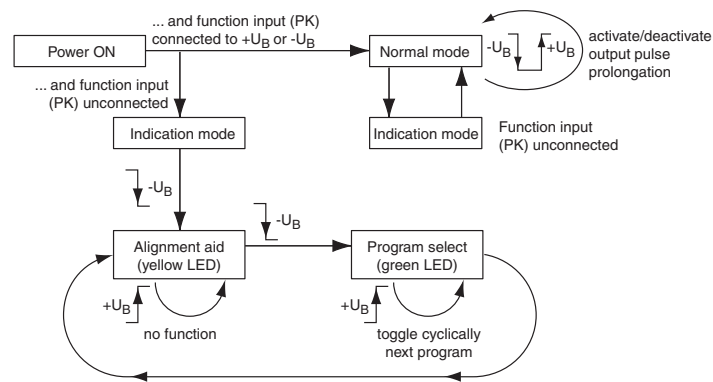 ... and function input (PK)
connected to +UB or -UB
Power ON
Normal mode
-UB
+UB
activate/deactivate
output pulse
prolongation
... and function input
(PK) unconnected
Indication mode
Indication mode
Function input
(PK) unconnected
-UB
-UB
Alignment aid
(yellow LED)
Program select
(green LED)
+UB
no function
+UB
toggle cyclically
next program